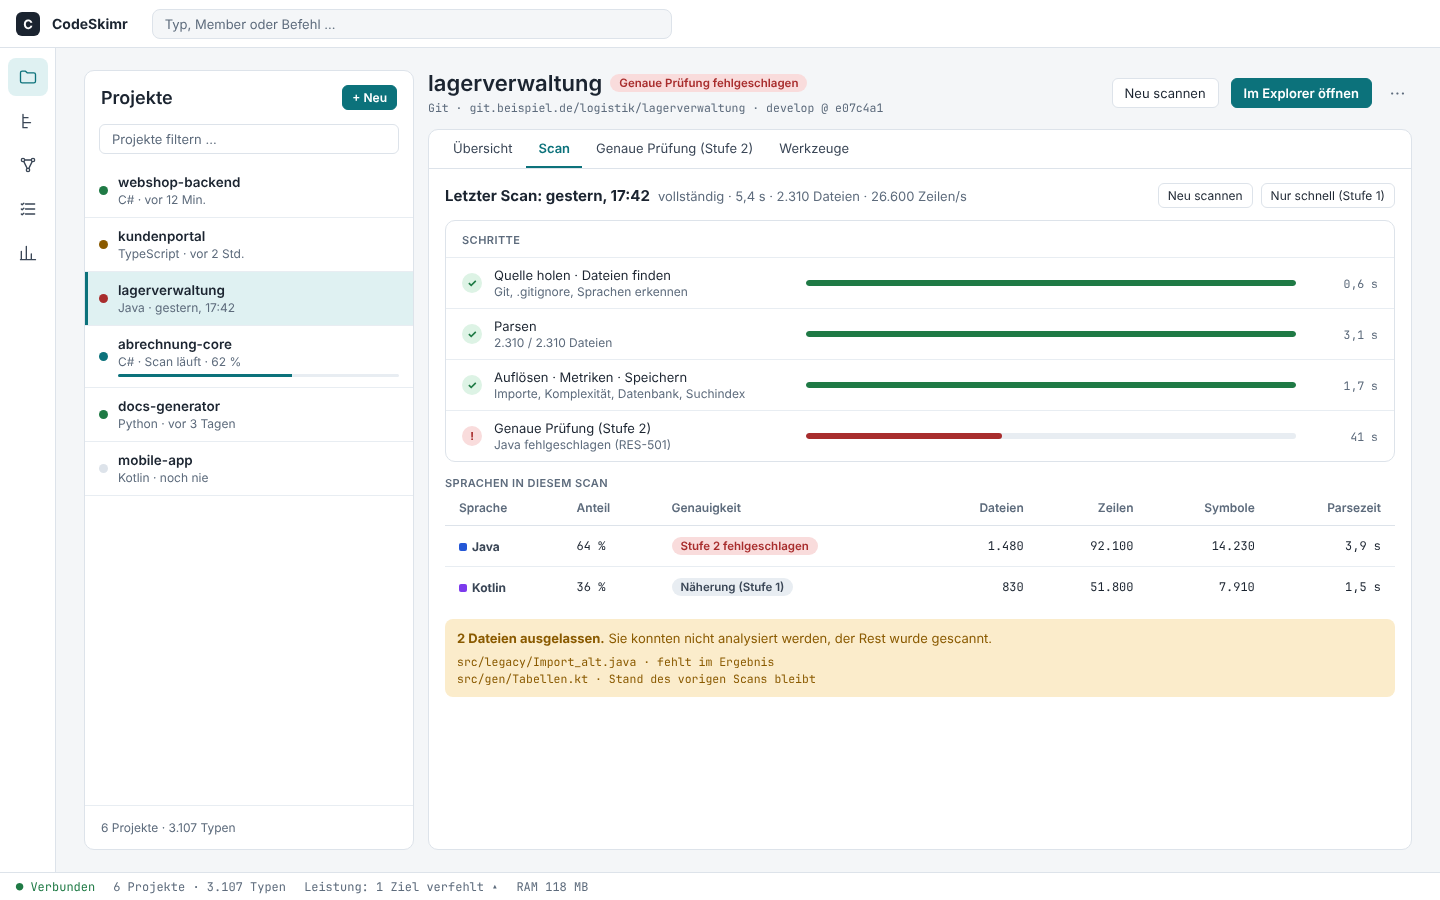 C CodeSkimr
Typ, Member oder Befehl ...
Projekte
+ Neu
Projekte filtern ...
webshop-backend
C# · vor 12 Min.
kundenportal
TypeScript · vor 2 Std.
lagerverwaltung
Java · gestern, 17:42
abrechnung-core
C# · Scan läuft · 62 %
docs-generator
Python · vor 3 Tagen
mobile-app
Kotlin · noch nie
6 Projekte · 3.107 Typen
lagerverwaltung Genaue Prüfung fehlgeschlagen
Git · git.beispiel.de/logistik/lagerverwaltung · develop @ e07c4a1
Neu scannen Im Explorer öffnen ···
Übersicht Scan Genaue Prüfung (Stufe 2) Werkzeuge
Letzter Scan: gestern, 17:42 vollständig · 5,4 s · 2.310 Dateien · 26.600 Zeilen/s
Neu scannen Nur schnell (Stufe 1)
SCHRITTE
Quelle holen · Dateien finden
Git, .gitignore, Sprachen erkennen
0,6 s
Parsen
2.310 / 2.310 Dateien
3,1 s
Auflösen · Metriken · Speichern
Importe, Komplexität, Datenbank, Suchindex
1,7 s
! Genaue Prüfung (Stufe 2)
Java fehlgeschlagen (RES-501)
41 s
SPRACHEN IN DIESEM SCAN
Sprache Anteil Genauigkeit Dateien Zeilen Symbole Parsezeit
Java 64 % Stufe 2 fehlgeschlagen 1.480 92.100 14.230 3,9 s
Kotlin 36 % Näherung (Stufe 1) 830 51.800 7.910 1,5 s
2 Dateien ausgelassen. Sie konnten nicht analysiert werden, der Rest wurde gescannt.
src/legacy/Import_alt.java · fehlt im Ergebnis
src/gen/Tabellen.kt · Stand des vorigen Scans bleibt
Verbunden 6 Projekte · 3.107 Typen Leistung: 1 Ziel verfehlt ▴ RAM 118 MB